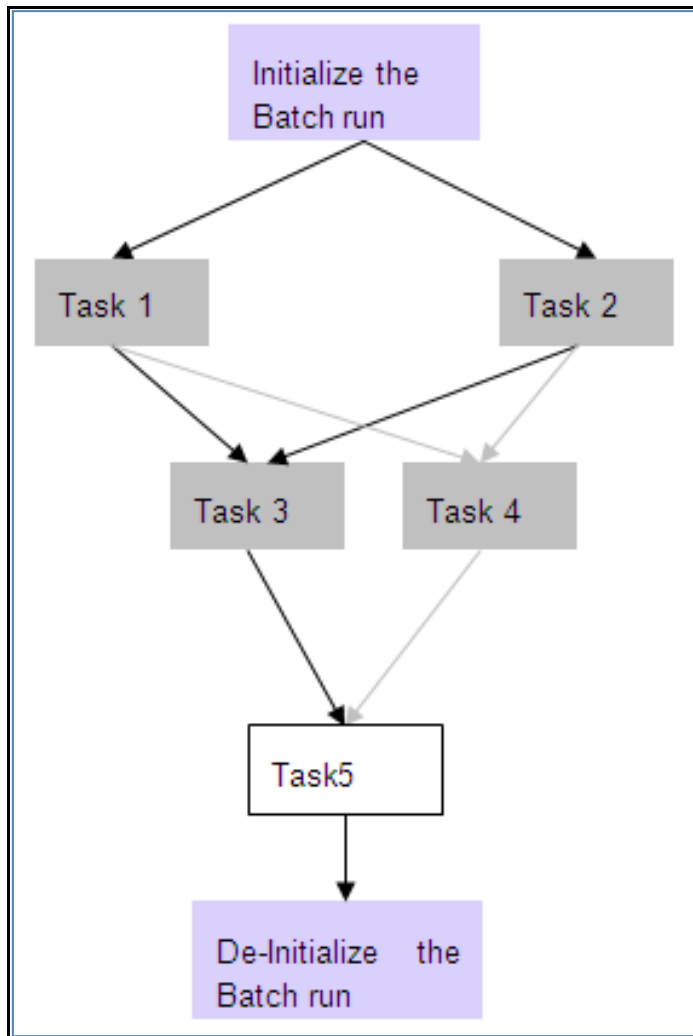 Initialize the
Batch run
Task 1
Task 2
Task 3
Task 4
Task5
De-Initialize the
Batch run